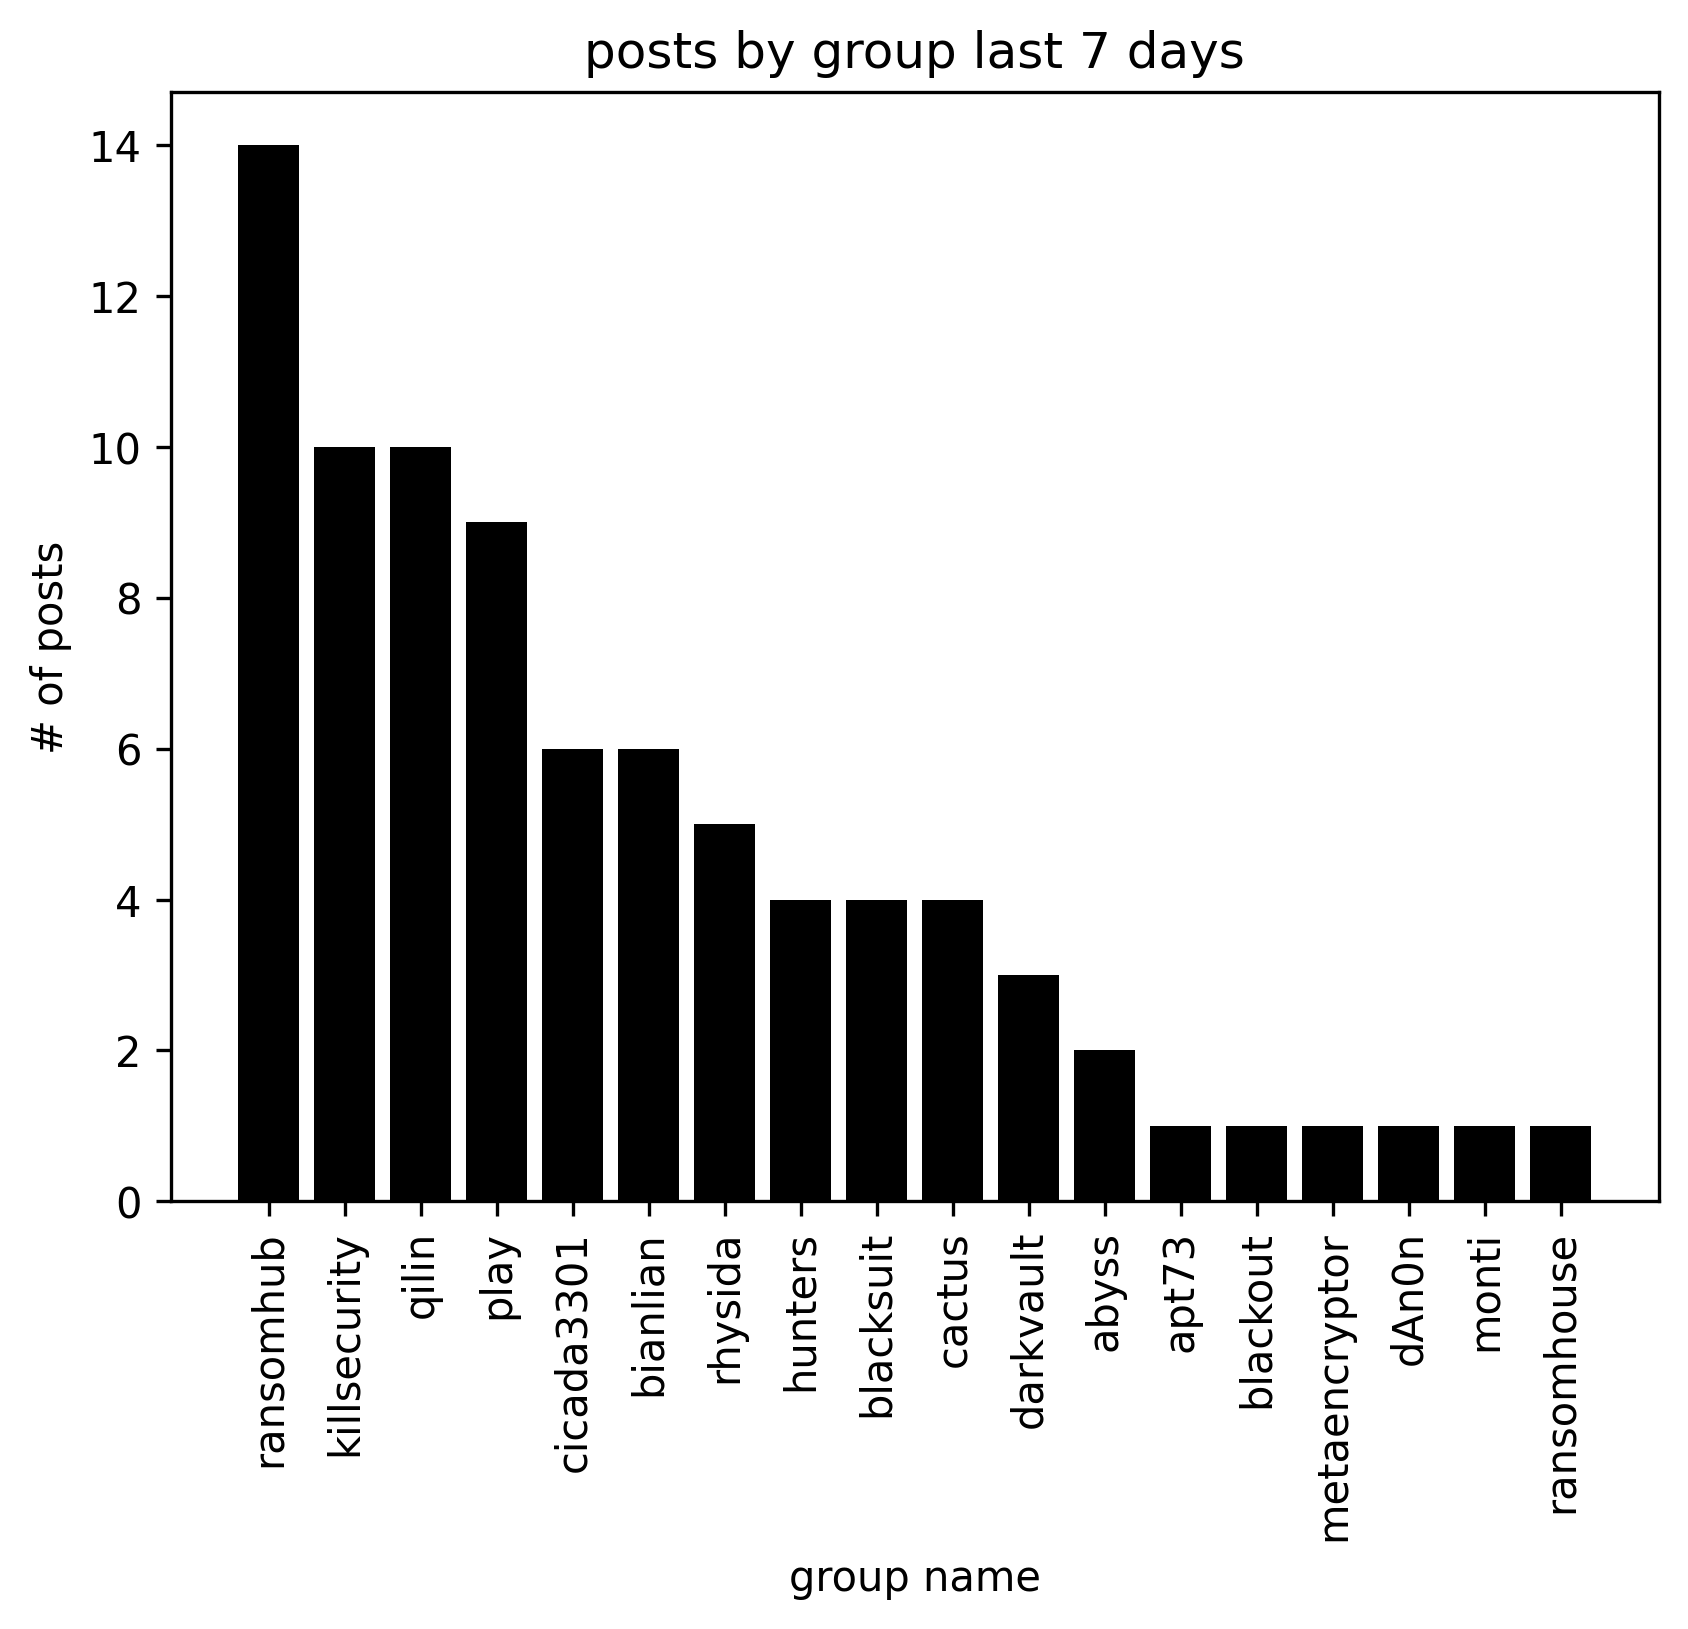 posts by group last 7 days
# of posts
14
12
10
8
6
4
2
0
ransomhub
killsecurity
qilin
play
cicada3301
bianlian
rhysida
hunters
blacksuit
cactus
darkvault
abyss
apt73
blackout
metaencryptor
dAn0n
monti
ransomhouse
group name